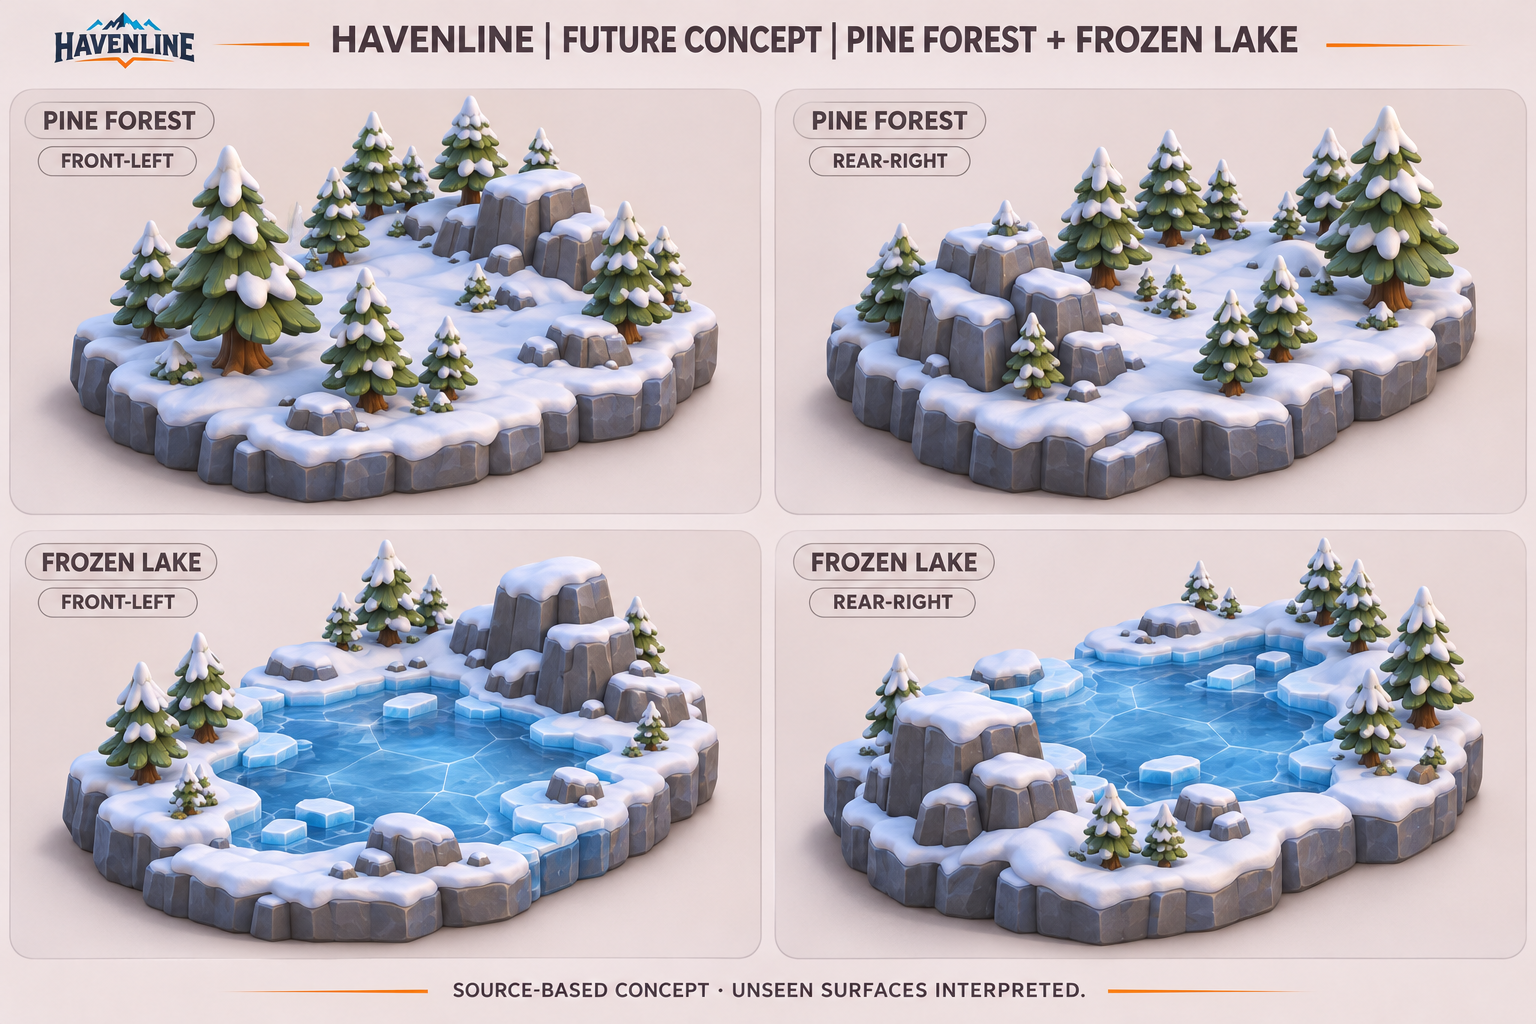 HAVENLINE
HAVENLINE | FUTURE CONCEPT | PINE FOREST + FROZEN LAKE
PINE FOREST
FRONT-LEFT
PINE FOREST
REAR-RIGHT
FROZEN LAKE
FRONT-LEFT
FROZEN LAKE
REAR-RIGHT
SOURCE-BASED CONCEPT · UNSEEN SURFACES INTERPRETED.